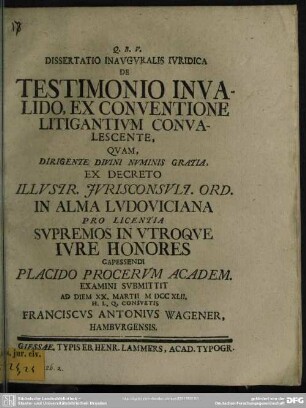 Q. B. V.
DISSERTATIO INAVGVRALIS IVRIDICA
DE
TESTIMONIO INVA-
LIDO, EX CONVENTIONE
LITIGANTIVM CONVA-
LESCENTE,
QVAM,
DIRIGENTE DIVINI NVMINIS GRATIA,
EX DECRETO
ILLVSTR. JVRISCONSVLT. ORD.
IN ALMA LVDOVICIANA
PRO LICENTIA
SVPREMOS IN VTROQVE
IVRE HONORES
CAPESSENDI
PLACIDO PROCERVM ACADEM.
EXAMINI SVBMITTIT
AD DIEM XX. MARTII M DCC XLII,
H. L. Q. CONSVETIS
FRANCISCVS ANTONIVS WAGENER,
HAMBVRGENSIS.
GIESSAE, TYPIS EB. HENR. LAMMERS, ACAD. TYPOGR.